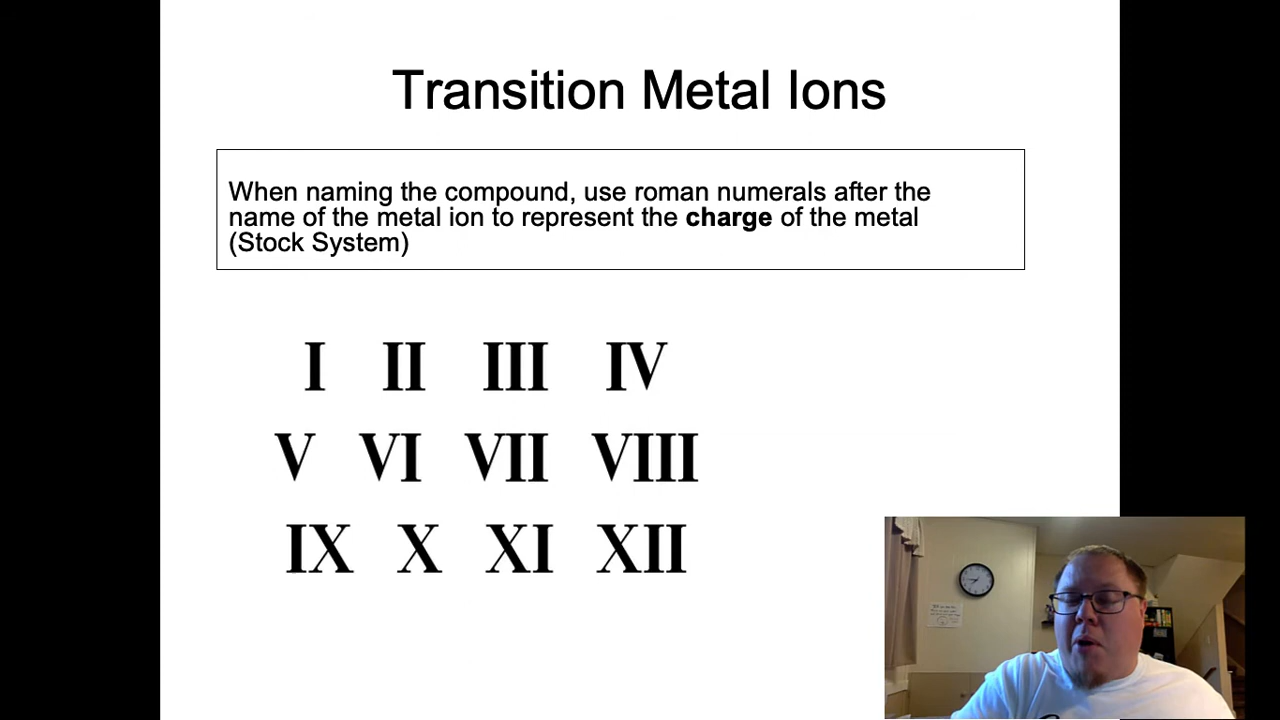 Transition Metal Ions
When naming the compound, use roman numerals after the
name of the metal ion to represent the charge of the metal
(Stock System)
I II III IV
V VI VII VIII
IX X XI XII